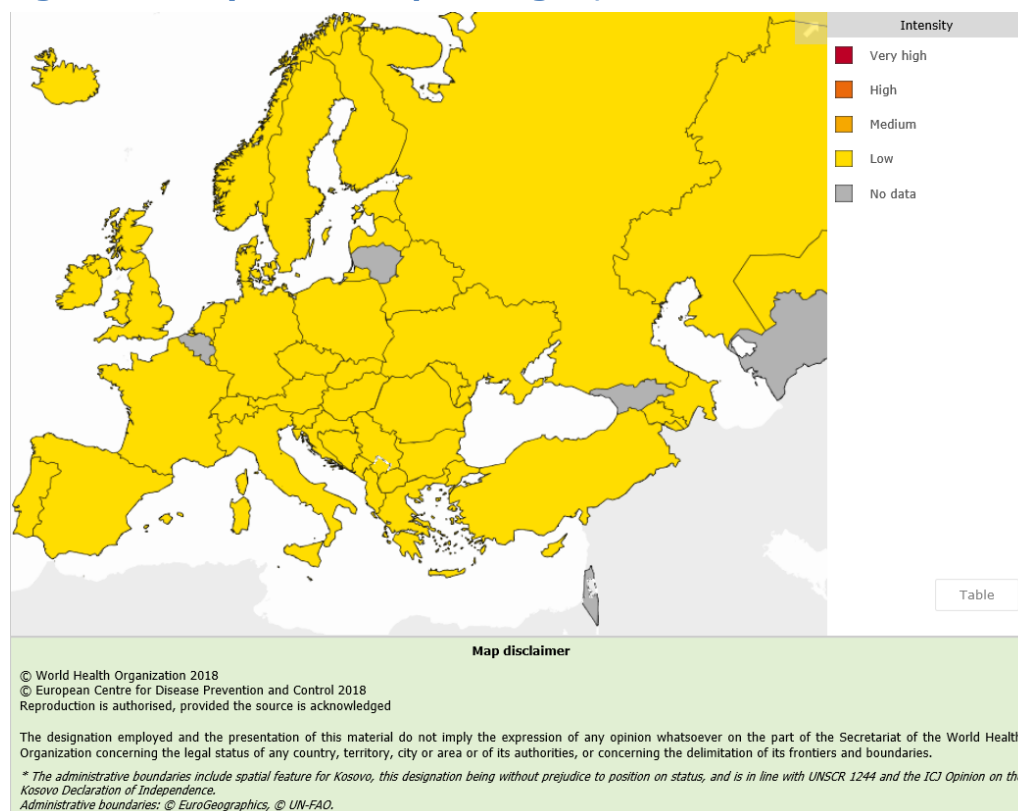 Intensity
Very high
High
Medium
Low
No data
Table
Map disclaimer
© World Health Organization 2018
© European Centre for Disease Prevention and Control 2018
Reproduction is authorised, provided the source is acknowledged
The designation employed and the presentation of this material do not imply the expression of any opinion whatsoever on the part of the Secretariat of the World Health
Organization concerning the legal status of any country, territory, city or area or of its authorities, or concerning the delimitation of its frontiers and boundaries.
* The administrative boundaries include spatial feature for Kosovo, this designation being without prejudice to position on status, and is in line with UNSCR 1244 and the ICJ Opinion on the
Kosovo Declaration of Independence.
Administrative boundaries: © EuroGeographics, © UN-FAO.